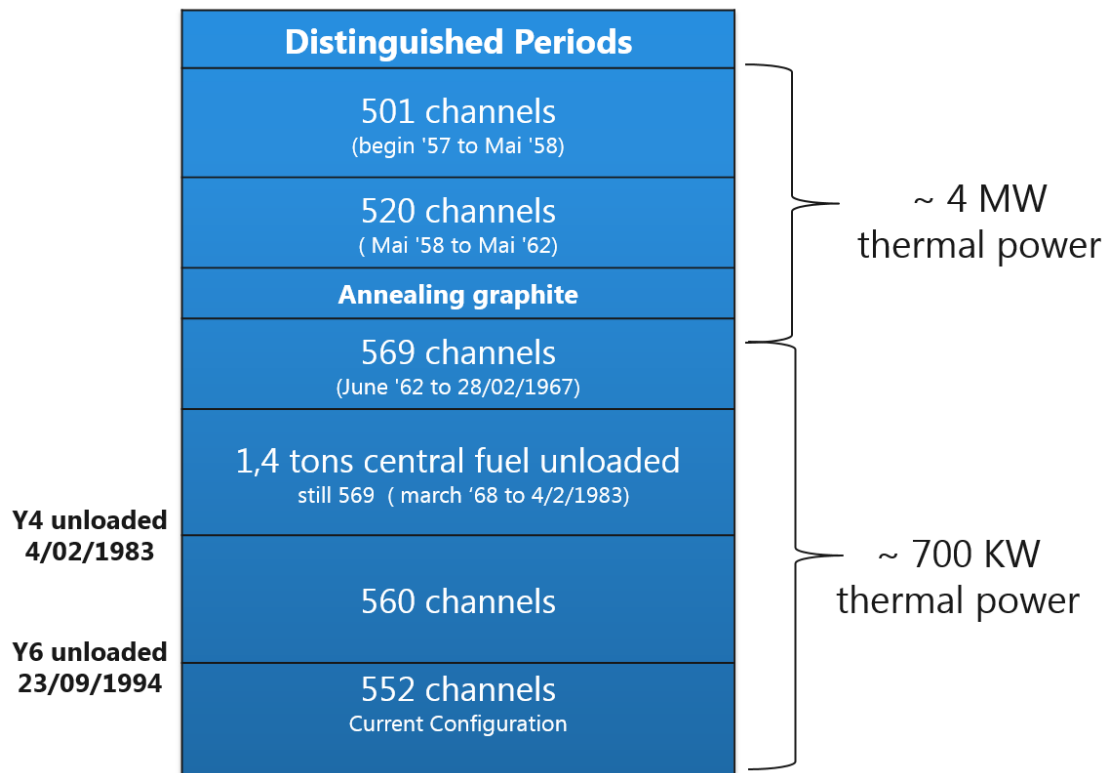 Distinguished Periods
501 channels
(begin '57 to Mai '58)
520 channels
( Mai '58 to Mai '62)
Annealing graphite
~ 4 MW
thermal power
569 channels
(June '62 to 28/02/1967)
1,4 tons central fuel unloaded
still 569 ( march ‘68 to 4/2/1983)
Y4 unloaded
4/02/1983
560 channels
~ 700 KW
thermal power
Y6 unloaded
23/09/1994
552 channels
Current Configuration